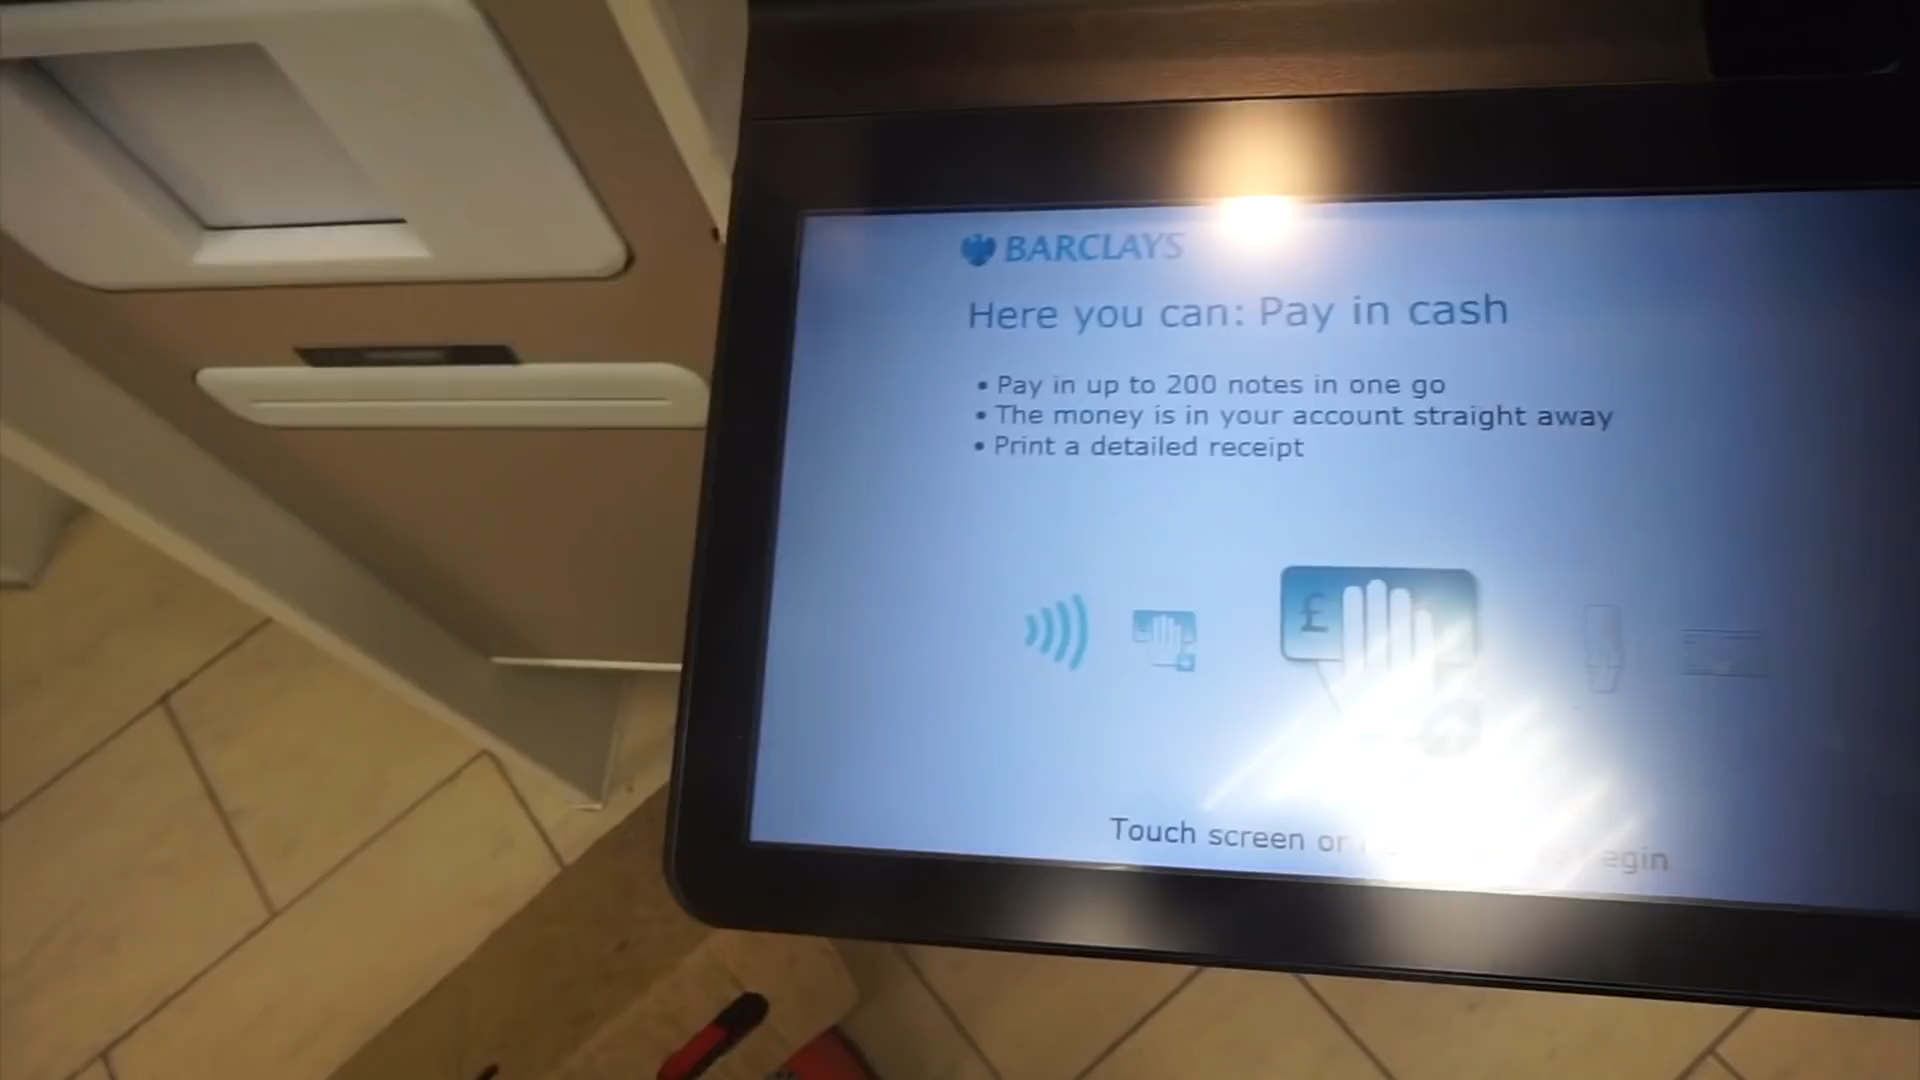 BARCLAYS
Here you can: Pay in cash
• Pay in up to 200 notes in one go
• The money is in your account straight away
• Print a detailed receipt
£
Touch screen or